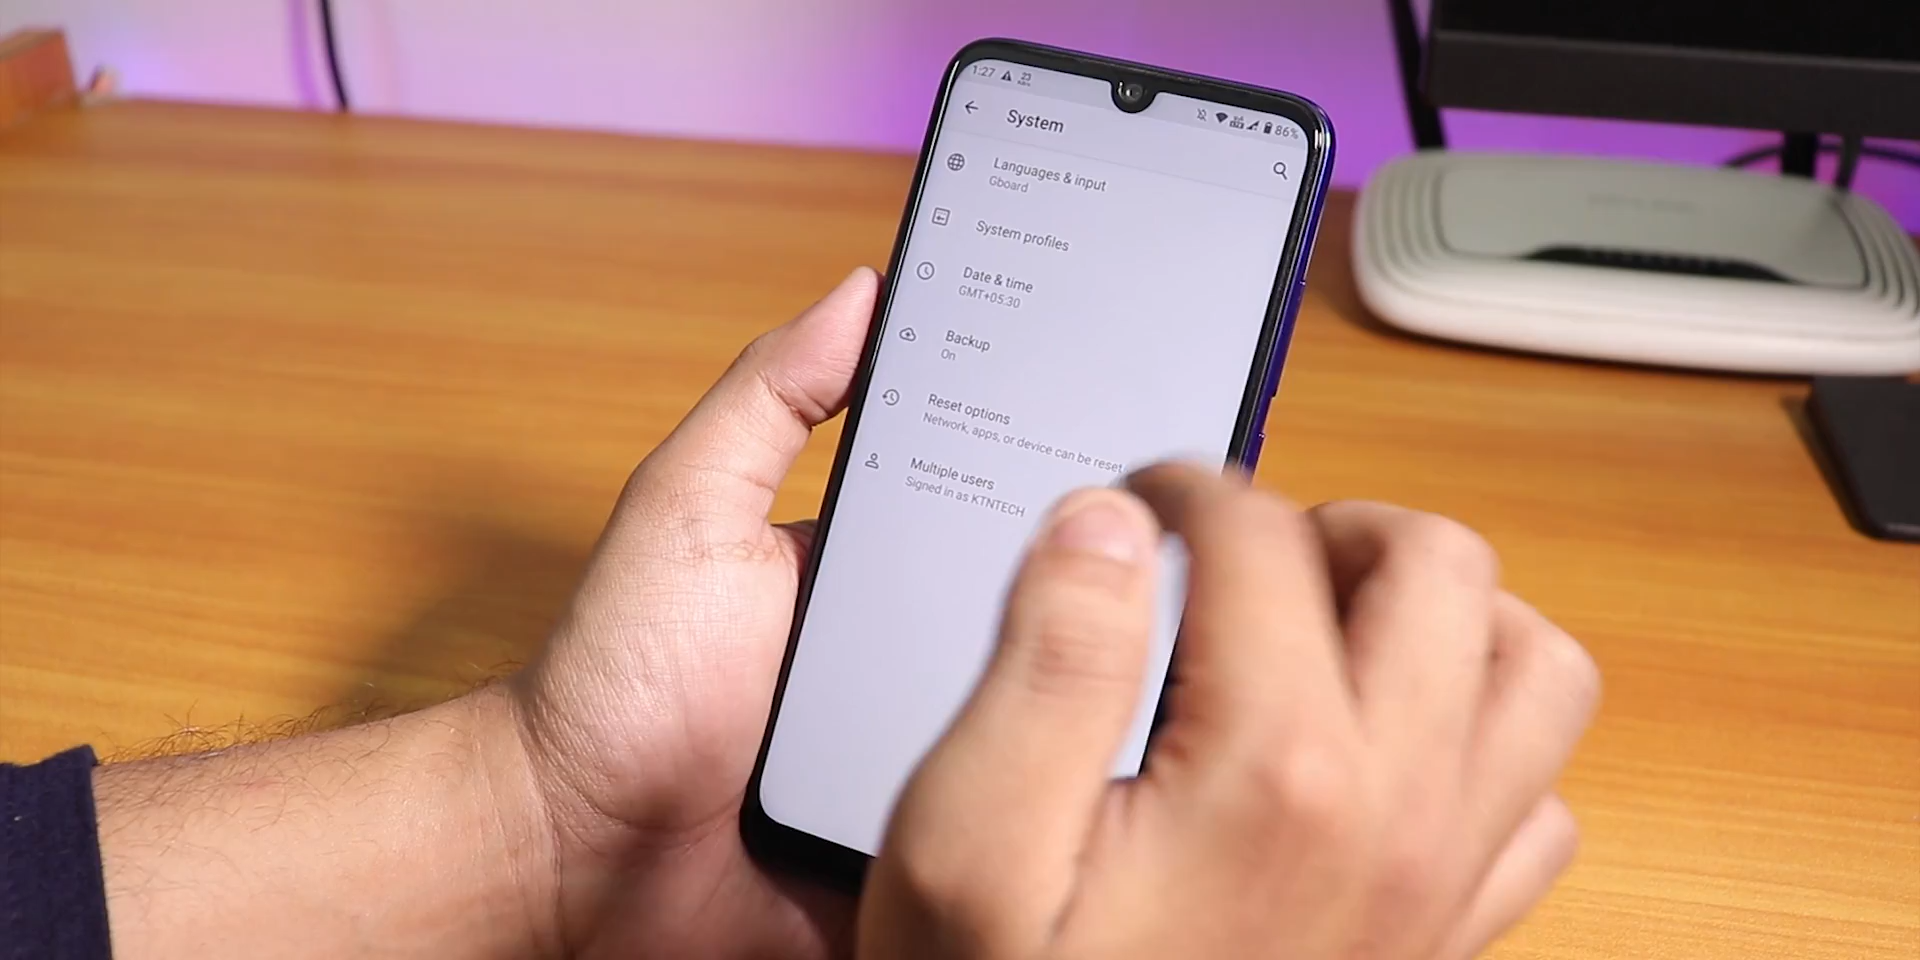 1:27 23
86%
System
Languages & input
Gboard
System profiles
Date & time
GMT+05:30
Backup
On
Reset options
Network, apps, or device can be reset
Multiple users
Signed in as KTNTECH